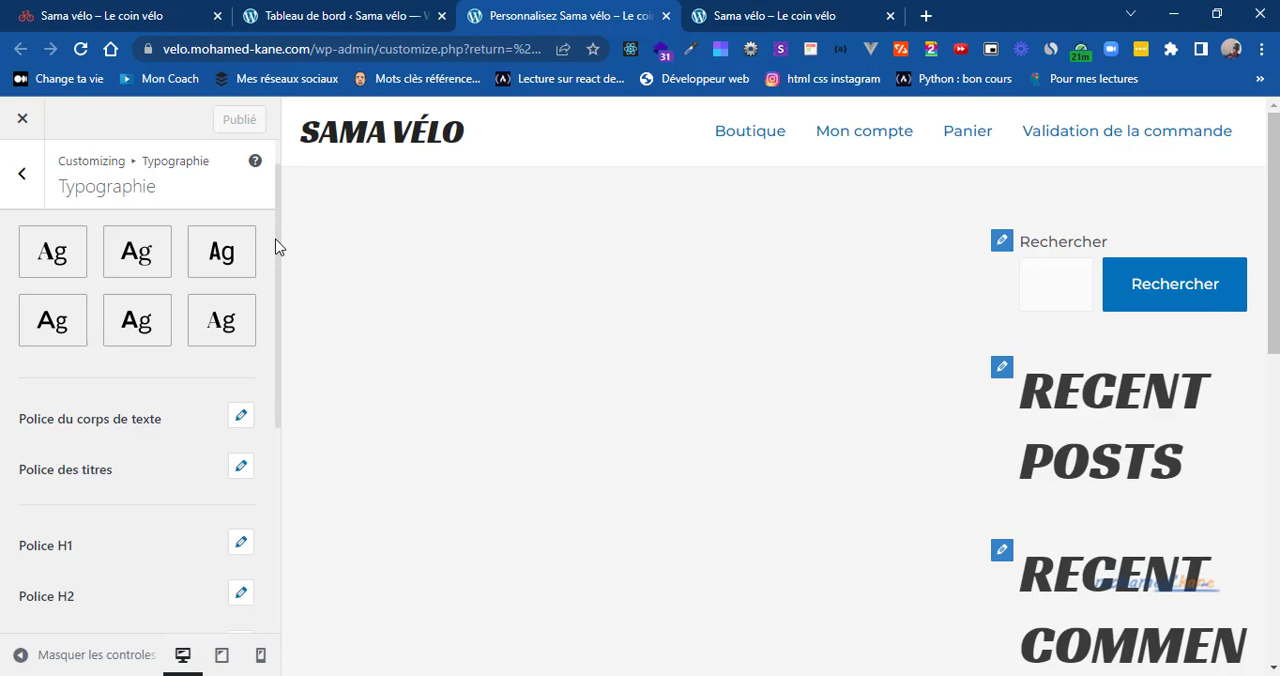 Sama vélo – Le coin vélo
Tableau de bord ‹ Sama vélo —
Personnalisez Sama vélo – Le coi
Sama vélo – Le coin vélo
velo.mohamed-kane.com/wp-admin/customize.php?return=%2...
31
2
S
21m
Change ta vie
Mon Coach
Mes réseaux sociaux
Mots clès référence...
Lecture sur react de...
Développeur web
html css instagram
Python : bon cours
Pour mes lectures
»
Publié
SAMA VÉLO
Boutique
Mon compte
Panier
Validation de la commande
Customizing ▸ Typographie
Typographie
Ag Ag Ag
Ag Ag Ag
Police du corps de texte
Police des titres
Police H1
Police H2
Masquer les controles
Rechercher
Rechercher
RECENT
POSTS
RECENT
COMMEN